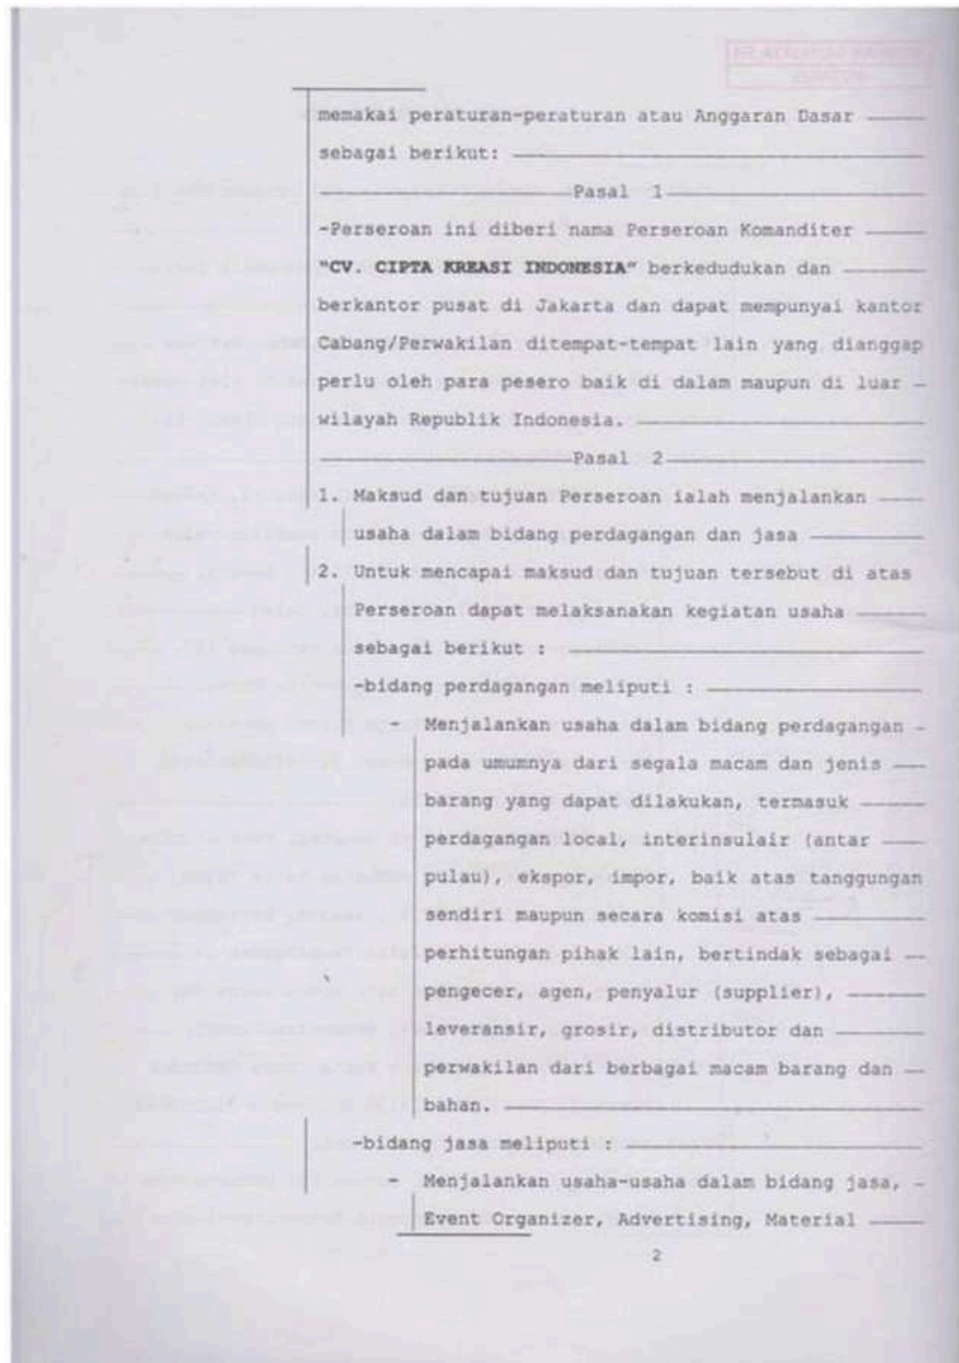 memakai peraturan-peraturan atau Anggaran Dasar
sebagai berikut:
Pasal 1
-Perseroan ini diberi nama Perseroan Komanditer
"CV. CIPTA KREASI INDONESIA" berkedudukan dan
berkantor pusat di Jakarta dan dapat mempunyai kantor
Cabang/Perwakilan ditempat-tempat lain yang dianggap
perlu oleh para pesero baik di dalam maupun di luar -
wilayah Republik Indonesia.
Pasal 2
1. Maksud dan tujuan Perseroan ialah menjalankan
usaha dalam bidang perdagangan dan jasa
2. Untuk mencapai maksud dan tujuan tersebut di atas
Perseroan dapat melaksanakan kegiatan usaha
sebagai berikut :
-bidang perdagangan meliputi :
- Menjalankan usaha dalam bidang perdagangan -
pada umumnya dari segala macam dan jenis
barang yang dapat dilakukan, termasuk
perdagangan local, interinsulair (antar
pulau), ekspor, impor, baik atas tanggungan
sendiri maupun secara komisi atas
perhitungan pihak lain, bertindak sebagai
pengecer, agen, penyalur (supplier),
leveransir, grosir, distributor dan
perwakilan dari berbagai macam barang dan
bahan.
-bidang jasa meliputi :
- Menjalankan usaha-usaha dalam bidang jasa, -
Event Organizer, Advertising, Material
2